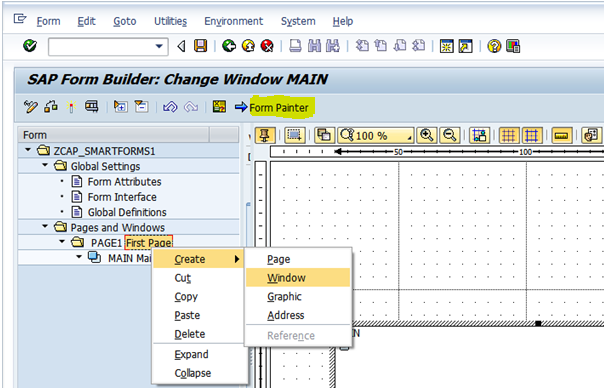 Form Edit Goto Utilities Environment System Help
SAP Form Builder: Change Window MAIN
Form Painter
Form
100 %
ZCAP_SMARTFORMS1
50 100
Global Settings
Form Attributes
Form Interface
Global Definitions
Pages and Windows
PAGE1 First Page
MAIN Mai
Create
Cut
Copy
Paste
Delete
Expand
Collapse
Page
Window
Graphic
Address
Reference